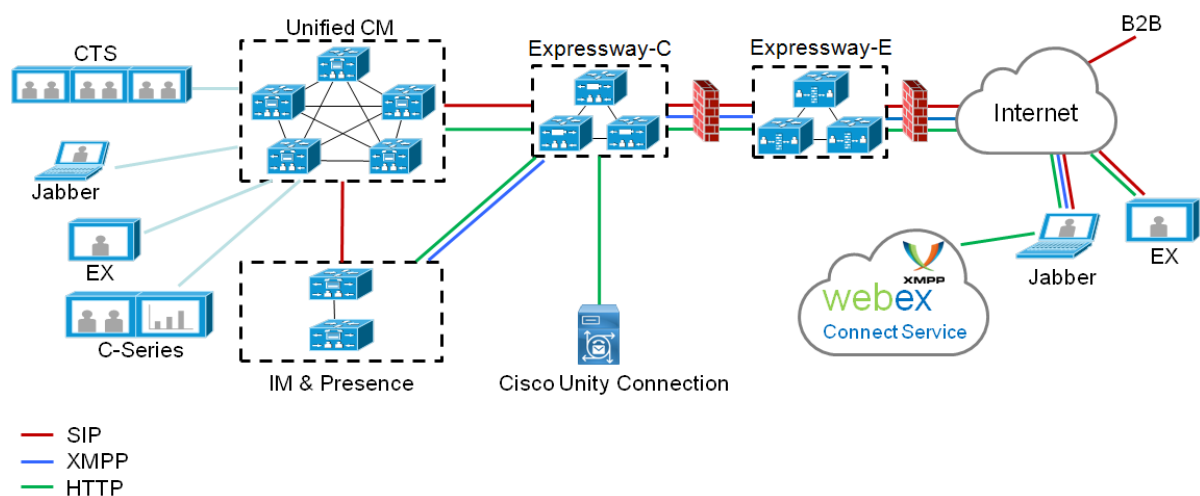 Unified CM
B2B
CTS
Expressway-C
Expressway-E
Internet
Jabber
EX
C-Series
IM & Presence
Cisco Unity Connection
XMPP
webex
Connect Service
Jabber
EX
SIP
XMPP
HTTP